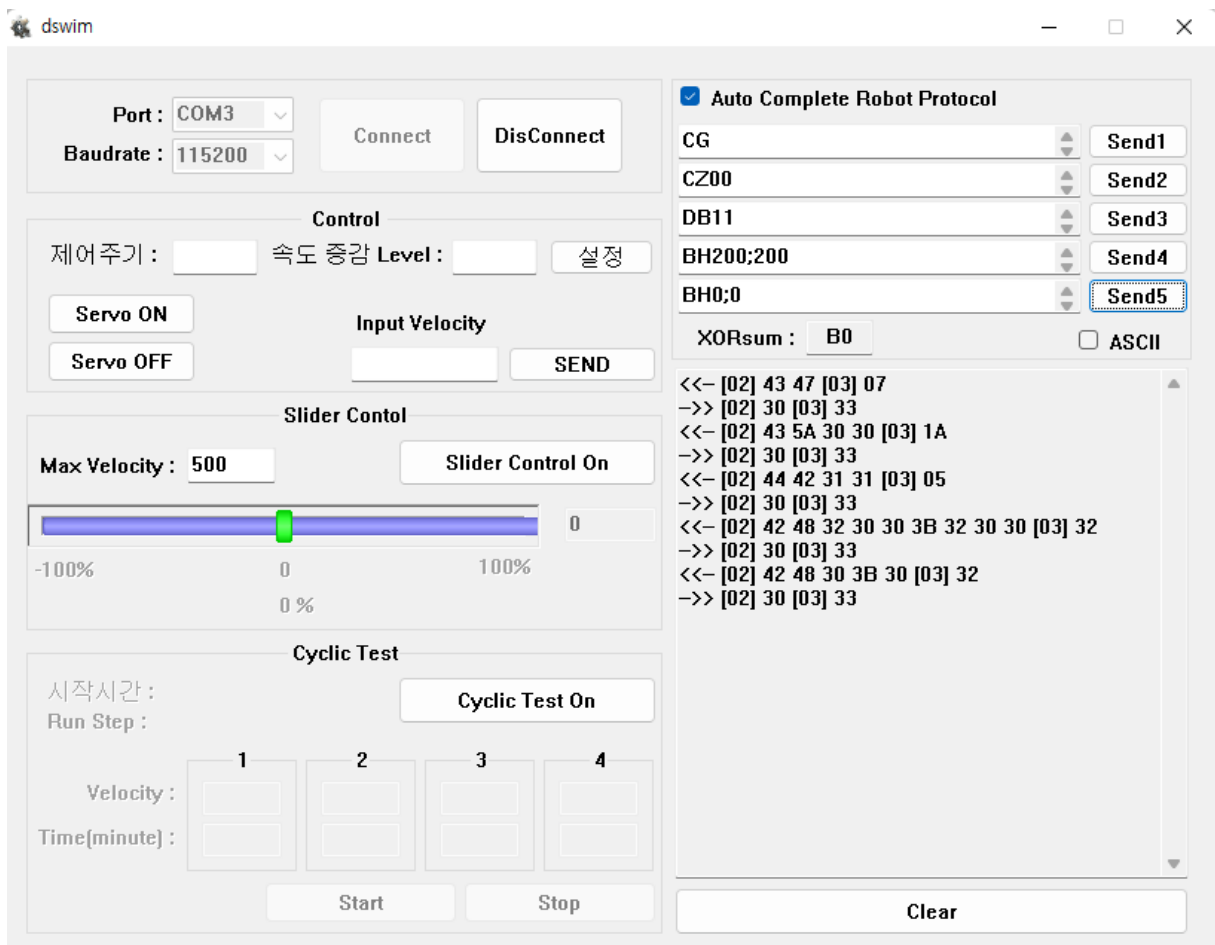 dswim
Port : COM3
Baudrate : 115200
Connect
DisConnect
Control
제어주기 : 속도 증감 Level : 설정
Servo ON
Servo OFF
Input Velocity
SEND
Slider Contol
Max Velocity : 500
Slider Control On
0
-100% 0 100%
0 %
Cyclic Test
시작시간 :
Run Step :
Cyclic Test On
1 2 3 4
Velocity :
Time(minute) :
Start Stop
Auto Complete Robot Protocol
CG Send1
CZ00 Send2
DB11 Send3
BH200;200 Send4
BH0;0 Send5
XORsum : B0 ASCII
<<- [02] 43 47 [03] 07
->> [02] 30 [03] 33
<<- [02] 43 5A 30 30 [03] 1A
->> [02] 30 [03] 33
<<- [02] 44 42 31 31 [03] 05
->> [02] 30 [03] 33
<<- [02] 42 48 32 30 30 3B 32 30 30 [03] 32
->> [02] 30 [03] 33
<<- [02] 42 48 30 3B 30 [03] 32
->> [02] 30 [03] 33
Clear